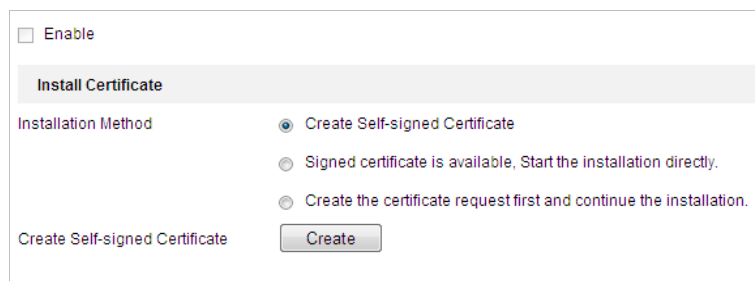 Enable
Install Certificate
Installation Method
Create Self-signed Certificate
Signed certificate is available, Start the installation directly.
Create the certificate request first and continue the installation.
Create Self-signed Certificate
Create